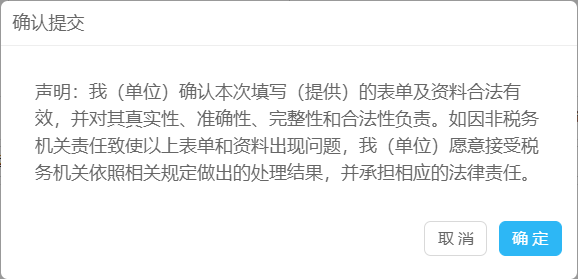 确认提交
声明：我（单位）确认本次填写（提供）的表单及资料合法有
效，并对其真实性、准确性、完整性和合法性负责。如因非税务
机关责任致使以上表单和资料出现问题，我（单位）愿意接受税
务机关依照相关规定做出的处理结果，并承担相应的法律责任。
取消
确定